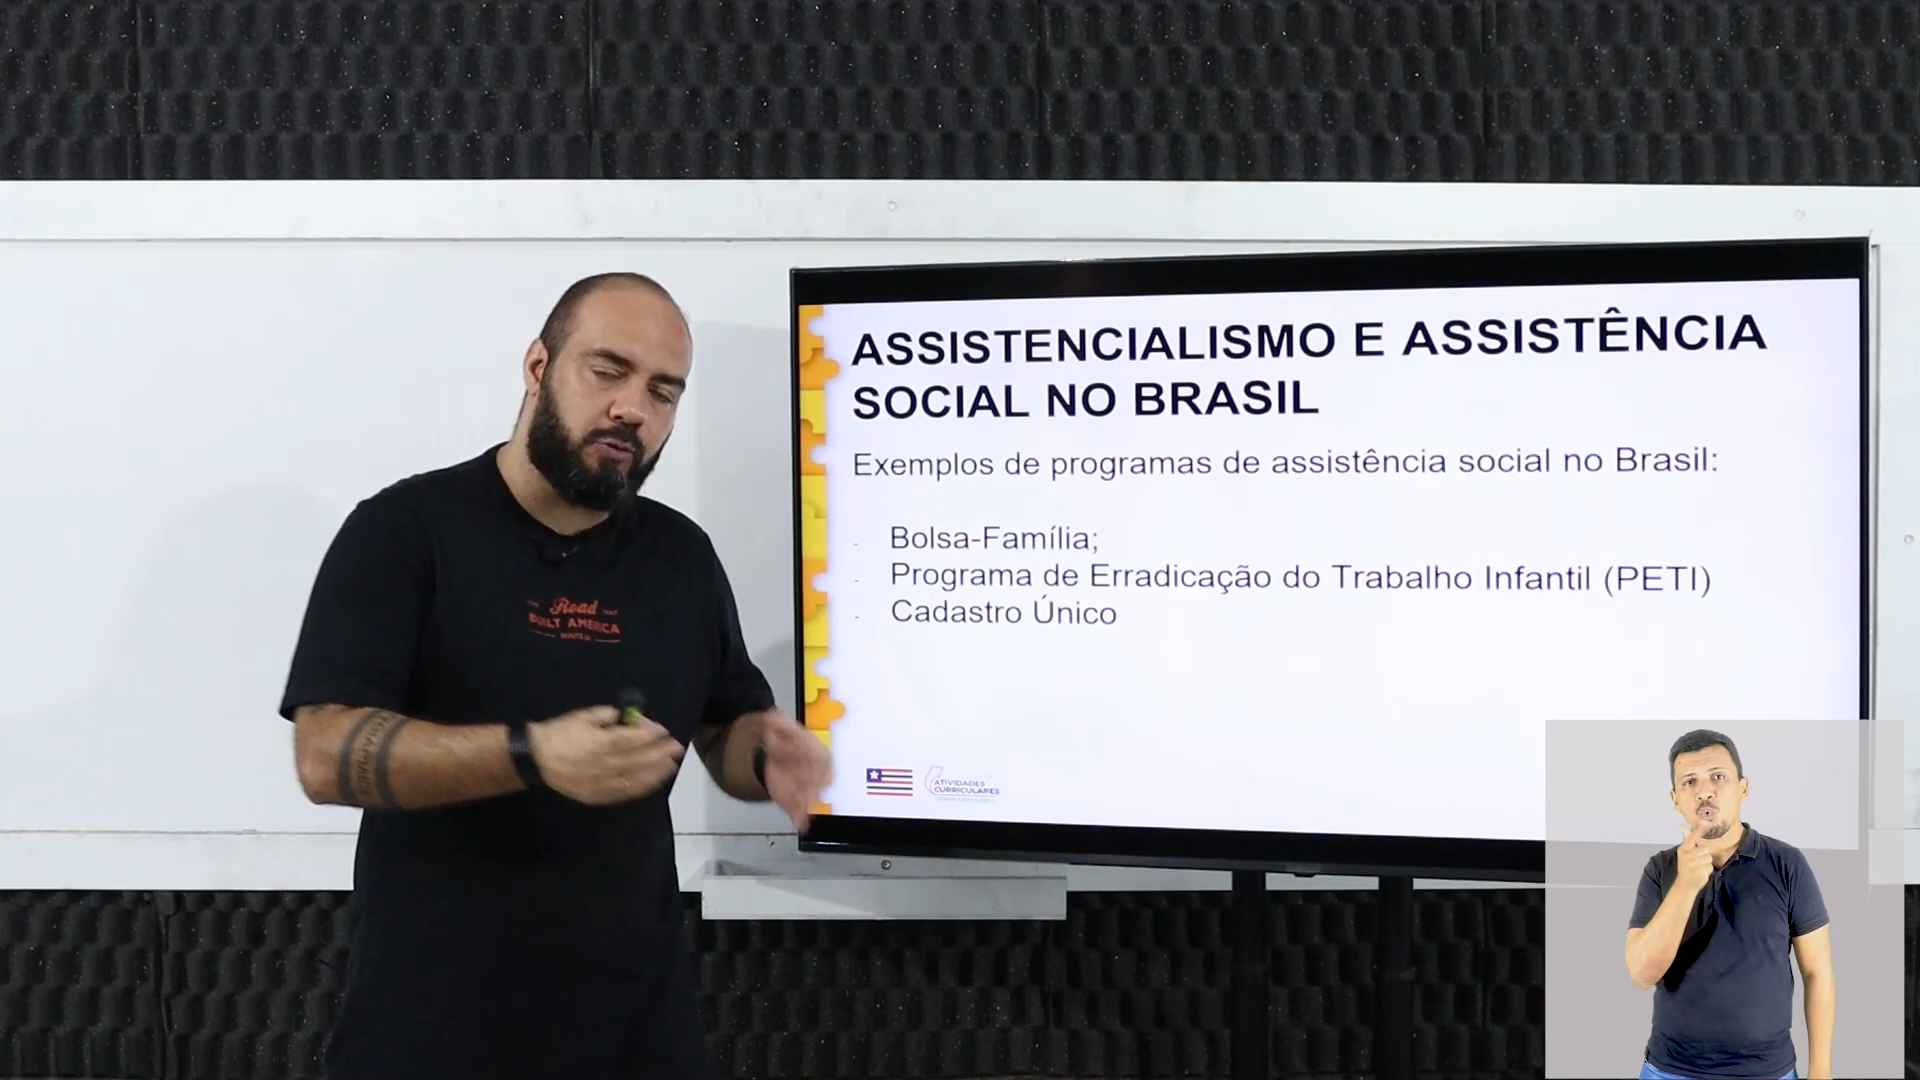 ASSISTENCIALISMO E ASSISTÊNCIA
SOCIAL NO BRASIL
Exemplos de programas de assistência social no Brasil:
- Bolsa-Família;
- Programa de Erradicação do Trabalho Infantil (PETI)
- Cadastro Único
ATIVIDADES
CURRICULARES
Road
BUILT AMERICA